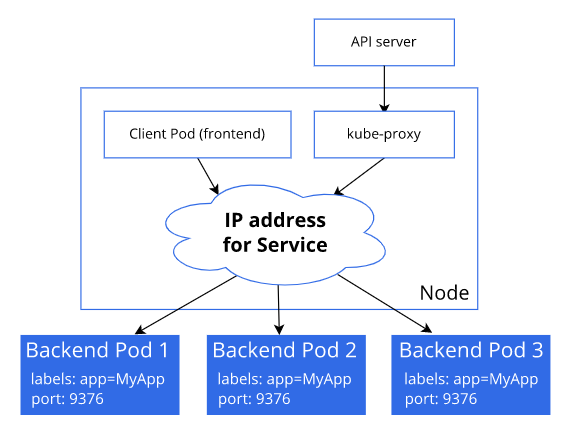 API server
Client Pod (frontend)
kube-proxy
IP address
for Service
Node
Backend Pod 1
labels: app=MyApp
port: 9376
Backend Pod 2
labels: app=MyApp
port: 9376
Backend Pod 3
labels: app=MyApp
port: 9376